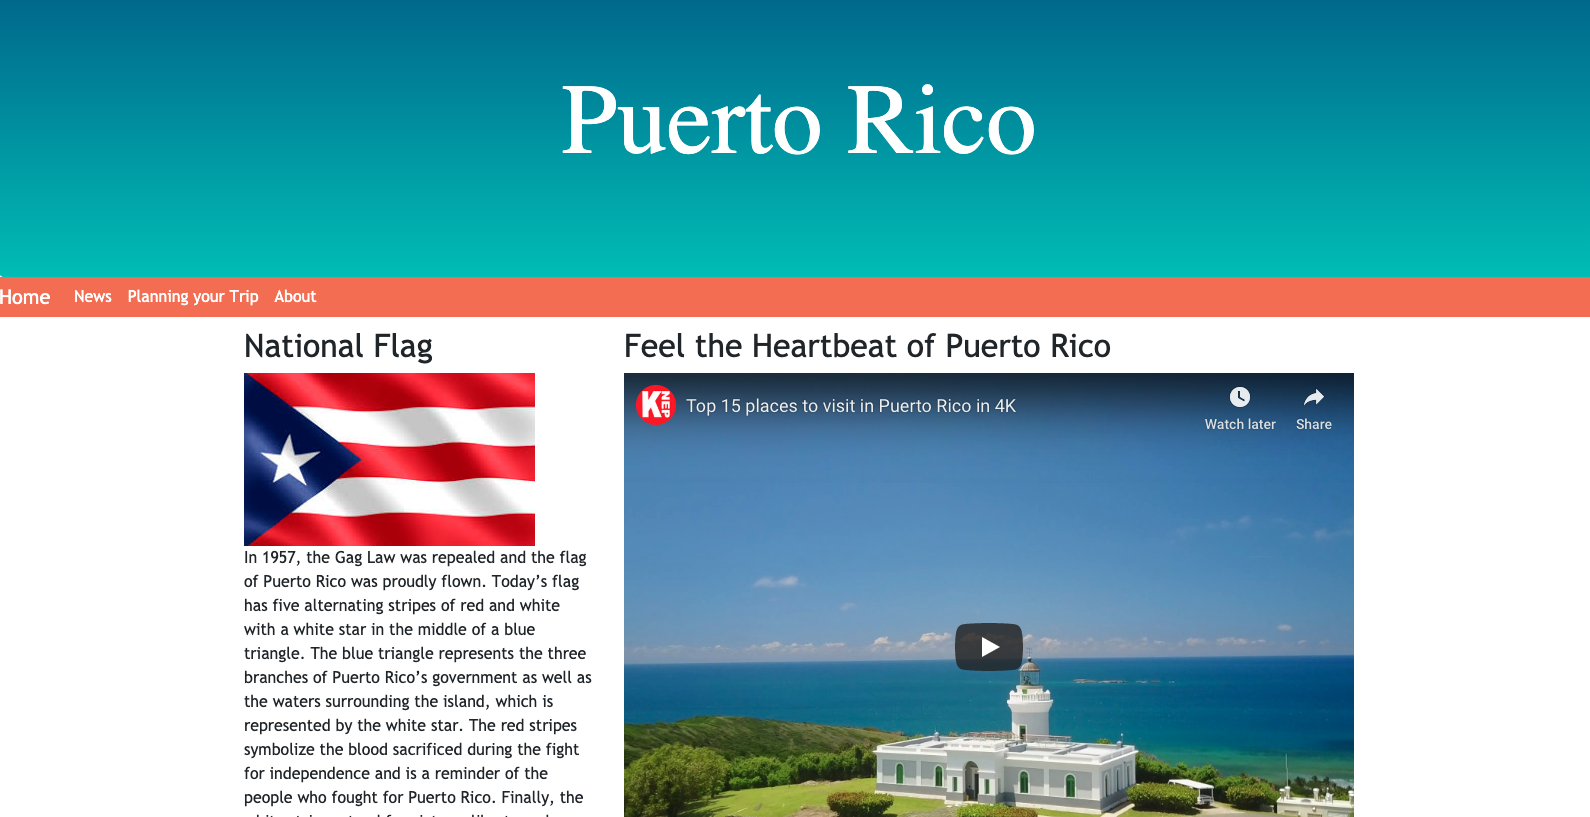 Puerto Rico
Home News Planning your Trip About
National Flag
In 1957, the Gag Law was repealed and the flag
of Puerto Rico was proudly flown. Today’s flag
has five alternating stripes of red and white
with a white star in the middle of a blue
triangle. The blue triangle represents the three
branches of Puerto Rico’s government as well as
the waters surrounding the island, which is
represented by the white star. The red stripes
symbolize the blood sacrificed during the fight
for independence and is a reminder of the
people who fought for Puerto Rico. Finally, the
Feel the Heartbeat of Puerto Rico
KNEP
Top 15 places to visit in Puerto Rico in 4K
Watch later
Share